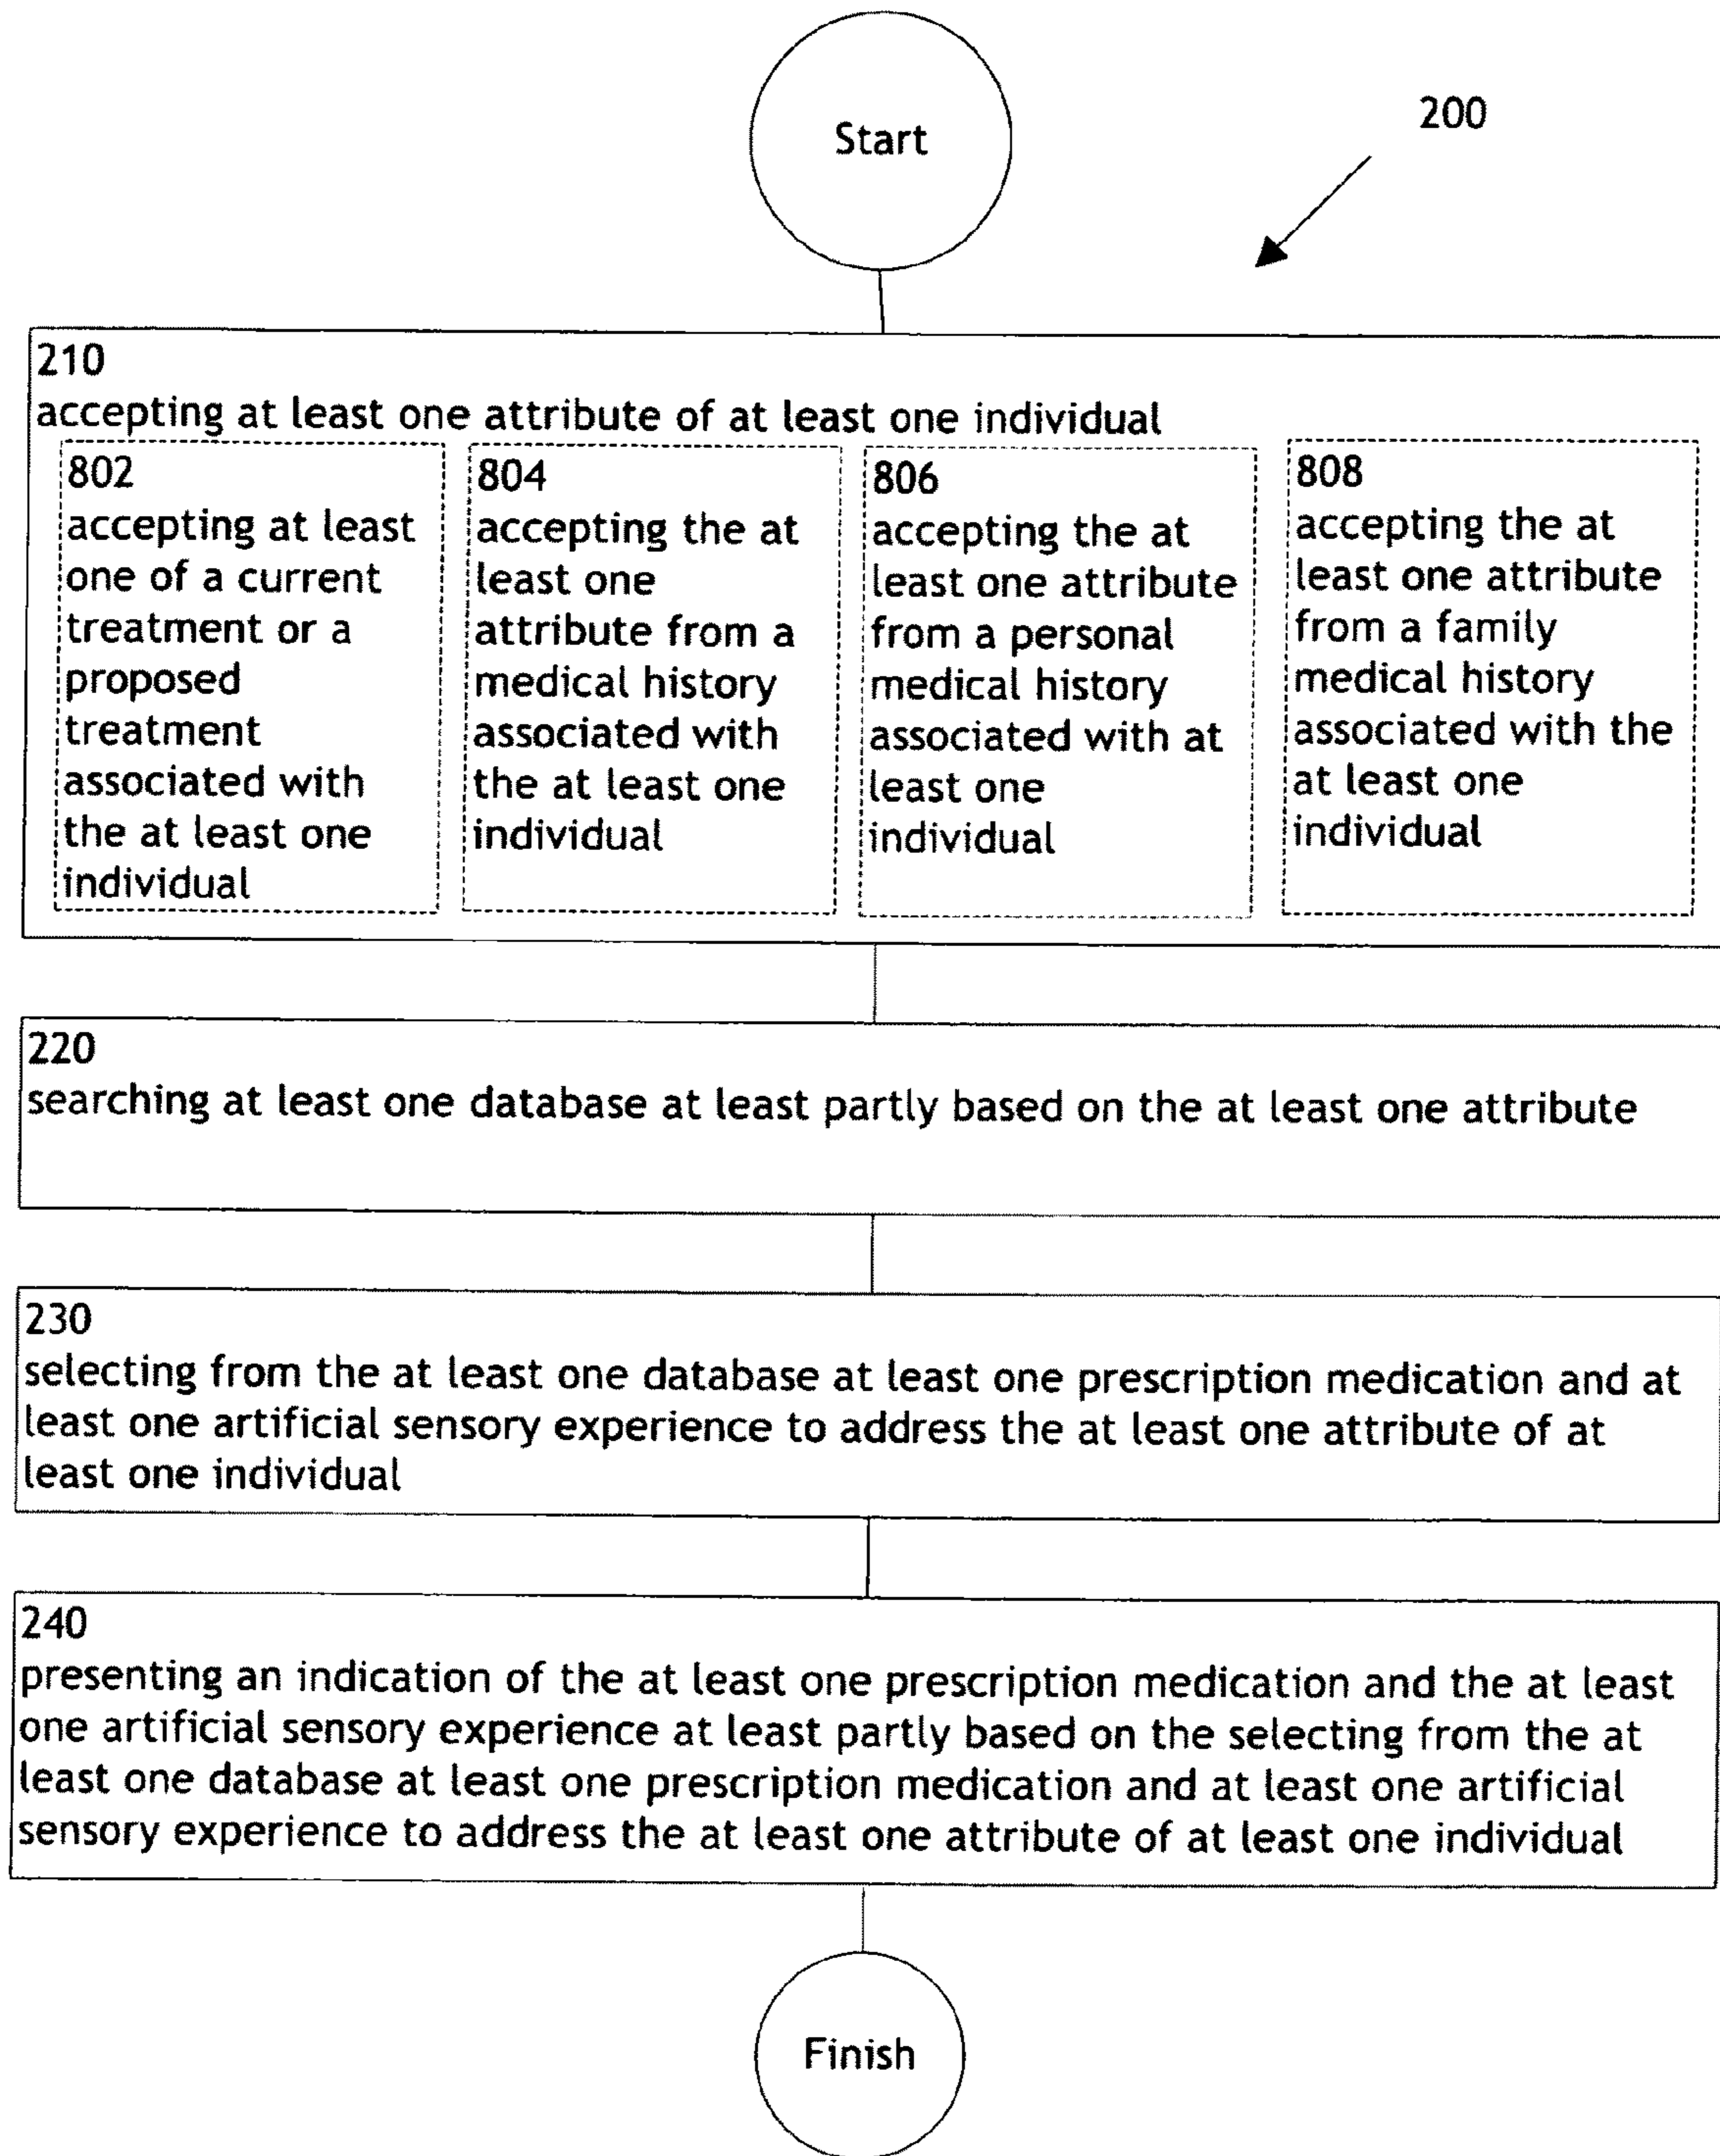 Start
200
210
accepting at least one attribute of at least one individual
802
accepting at least
one of a current
treatment or a
proposed
treatment
associated with
the at least one
individual
804
accepting the at
least one
attribute from a
medical history
associated with
the at least one
individual
806
accepting the at
least one attribute
from a personal
medical history
associated with at
least one
individual
808
accepting the at
least one attribute
from a family
medical history
associated with the
at least one
individual
220
searching at least one database at least partly based on the at least one attribute
230
selecting from the at least one database at least one prescription medication and at
least one artificial sensory experience to address the at least one attribute of at
least one individual
240
presenting an indication of the at least one prescription medication and the at least
one artificial sensory experience at least partly based on the selecting from the at
least one database at least one prescription medication and at least one artificial
sensory experience to address the at least one attribute of at least one individual
Finish